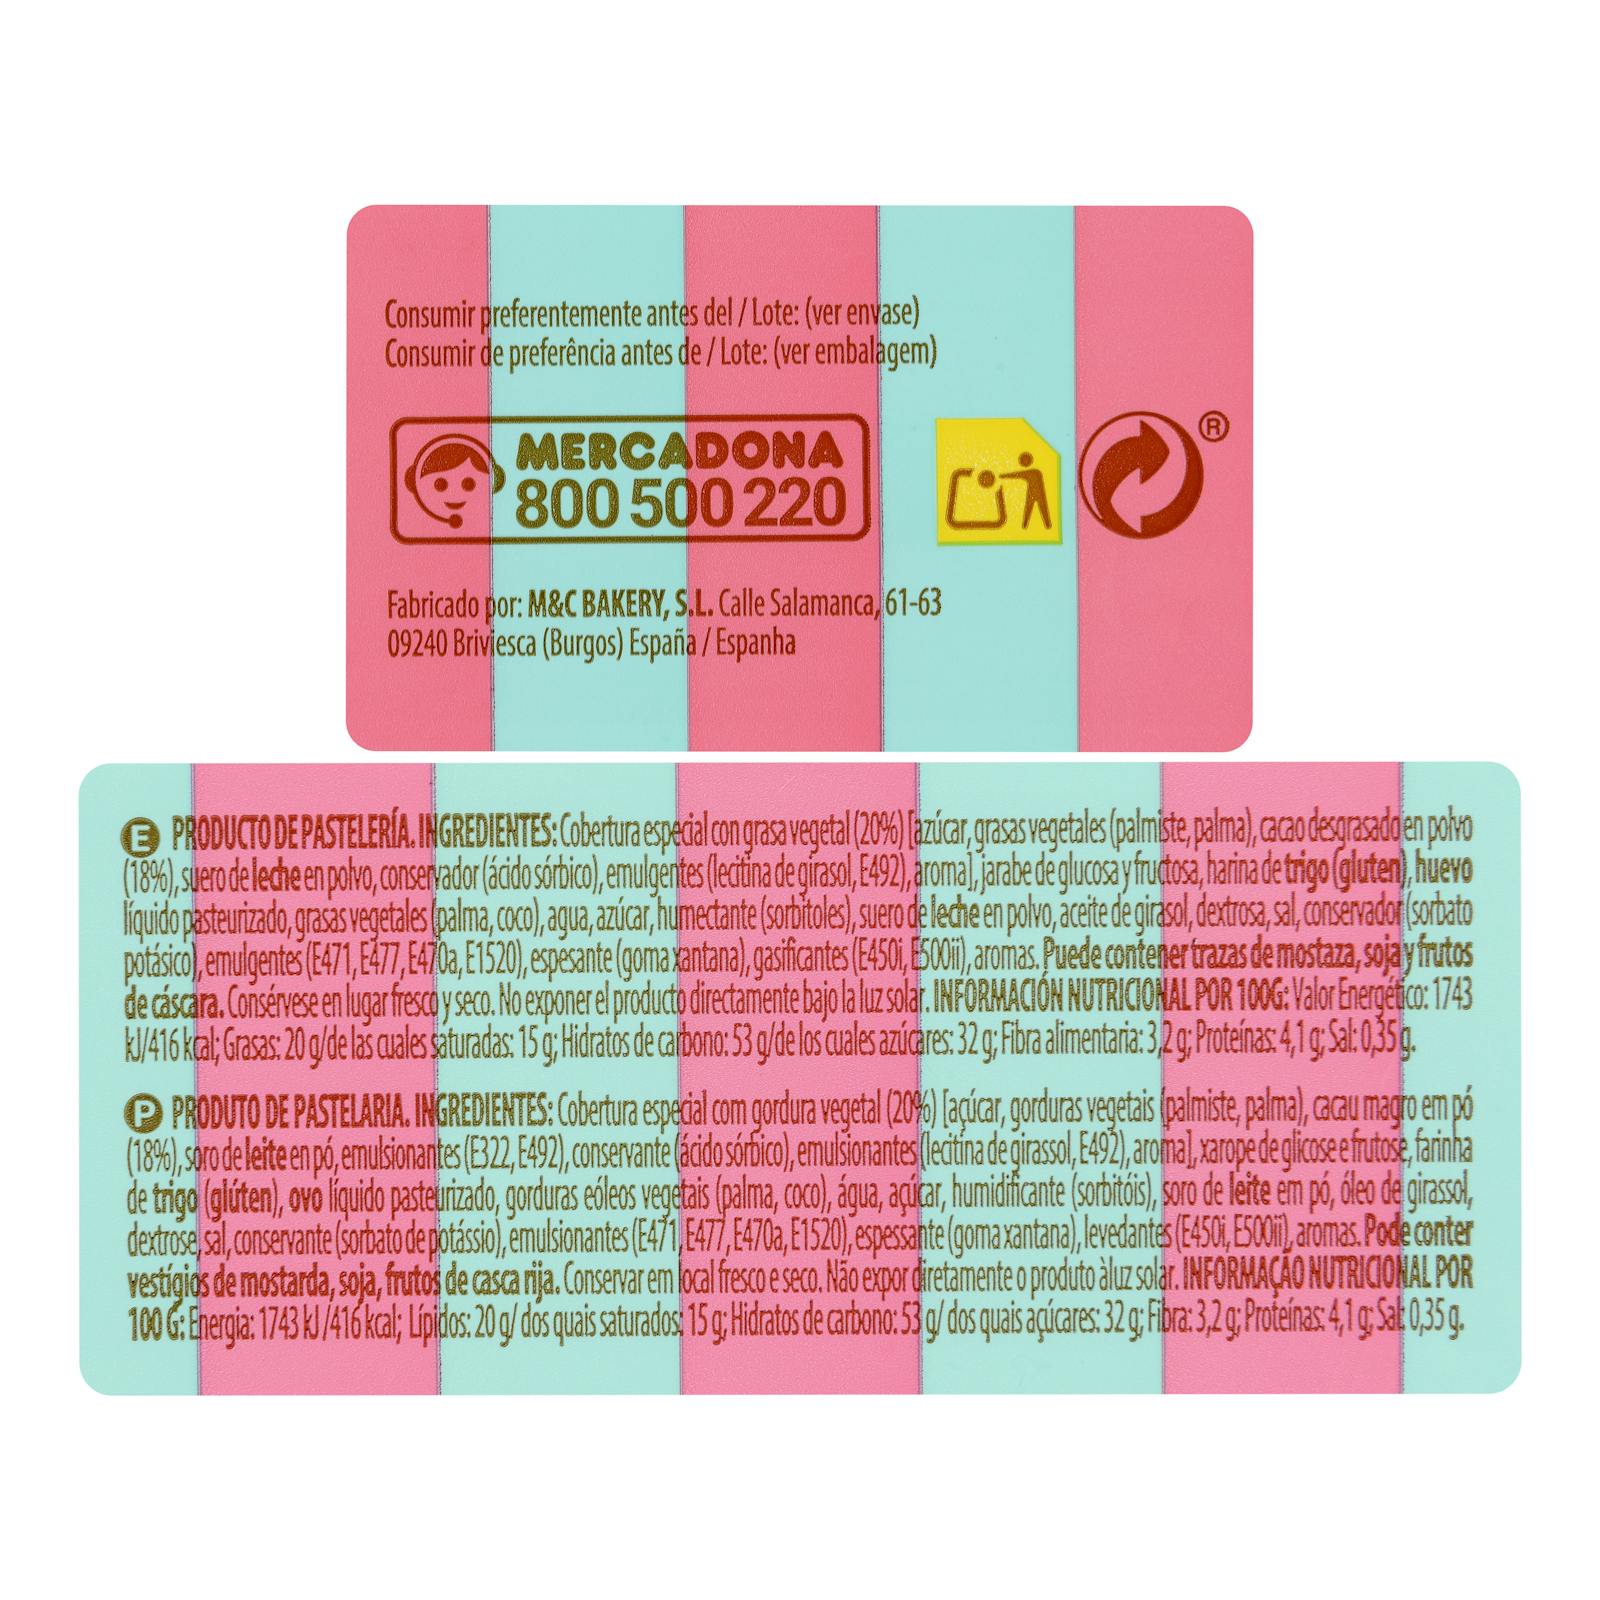 Consumir preferentemente antes del / Lote: (ver envase)
Consumir de preferência antes de / Lote: (ver embalagem)
MERCADONA
800 500 220
®
Fabricado por: M&C BAKERY, S.L. Calle Salamanca, 61-63
09240 Briviesca (Burgos) España / Espanha
E PRODUCTO DE PASTELERÍA. INGREDIENTES: Cobertura especial con grasa vegetal (20%) [azúcar, grasas vegetales (palmiste, palma), cacao desgrasado en polvo
(18%), suero de leche en polvo, conservador (ácido sórbico), emulgentes (lecitina de girasol, E492), aroma], jarabe de glucosa y fructosa, harina de trigo (gluten), huevo
líquido pasteurizado, grasas vegetales (palma, coco), agua, azúcar, humectante (sorbitoles), suero de leche en polvo, aceite de girasol, dextrosa, sal, conservador (sorbato
potásico), emulgentes (E471, E477, E470a, E1520), espesante (goma xantana), gasificantes (E450i, E500ii), aromas. Puede contener trazas de mostaza, soja y frutos
de cáscara. Consérvese en lugar fresco y seco. No exponer el producto directamente bajo la luz solar. INFORMACIÓN NUTRICIONAL POR 100G: Valor Energético: 1743
kJ/416 kcal; Grasas: 20 g/de las cuales saturadas: 15 g; Hidratos de carbono: 53 g/de los cuales azúcares: 32 g; Fibra alimentaria: 3,2 g; Proteínas: 4,1 g; Sal: 0,35 g.
P PRODUTO DE PASTELARIA. INGREDIENTES: Cobertura especial com gordura vegetal (20%) [açúcar, gorduras vegetais (palmiste, palma), cacau magro em pó
(18%), soro de leite en pó, emulsionantes (E322, E492), conservante (ácido sórbico), emulsionantes (lecitina de girassol, E492), aroma], xarope de glicose e frutose, farinha
de trigo (glúten), ovo líquido pasteurizado, gorduras eóleos vegetais (palma, coco), água, açúcar, humidificante (sorbitóis), soro de leite em pó, óleo de girassol,
dextrose, sal, conservante (sorbato de potássio), emulsionantes (E471, E477, E470a, E1520), espessante (goma xantana), levedantes (E450i, E500ii), aromas. Pode conter
vestígios de mostarda, soja, frutos de casca rija. Conservar em local fresco e seco. Não expor diretamente o produto àluz solar. INFORMAÇÃO NUTRICIONAL POR
100 G: Energia: 1743 kJ /416 kcal; Lípidos: 20 g/ dos quais saturados: 15 g; Hidratos de carbono: 53 g/ dos quais açúcares: 32 g; Fibra: 3,2 g; Proteínas: 4,1 g; Sal: 0,35 g.